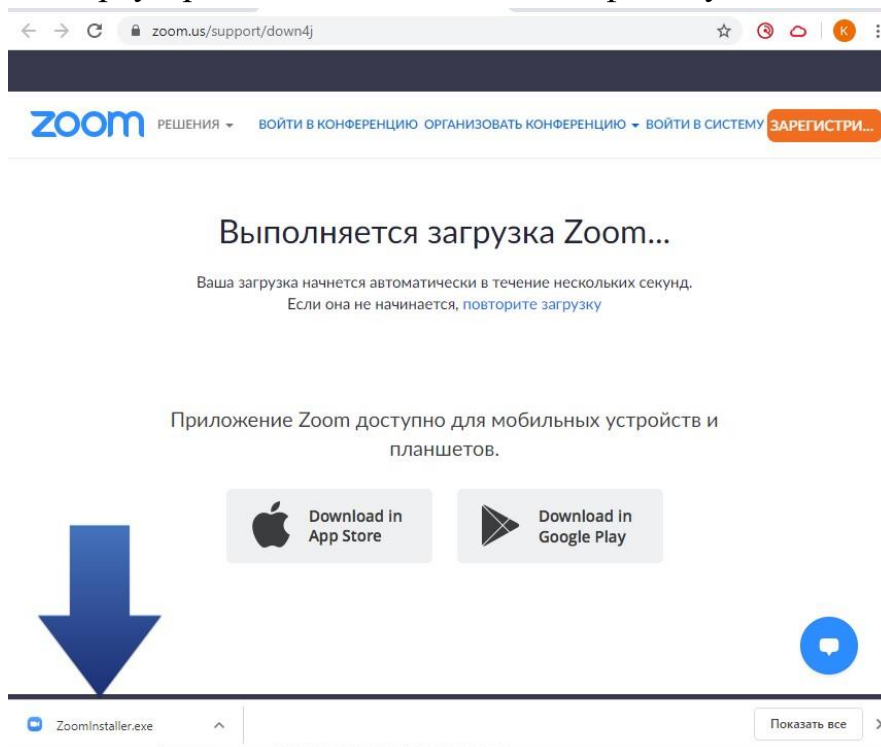 zoom.us/support/down4j
K
zoom РЕШЕНИЯ ВОЙТИ В КОНФЕРЕНЦИЮ ОРГАНИЗОВАТЬ КОНФЕРЕНЦИЮ ВОЙТИ В СИСТЕМУ ЗАРЕГИСТРИ...
Выполняется загрузка Zoom...
Ваша загрузка начнется автоматически в течение нескольких секунд.
Если она не начинается, повторите загрузку
Приложение Zoom доступно для мобильных устройств и
планшетов.
Download in
App Store
Download in
Google Play
ZoomInstaller.exe
Показать все